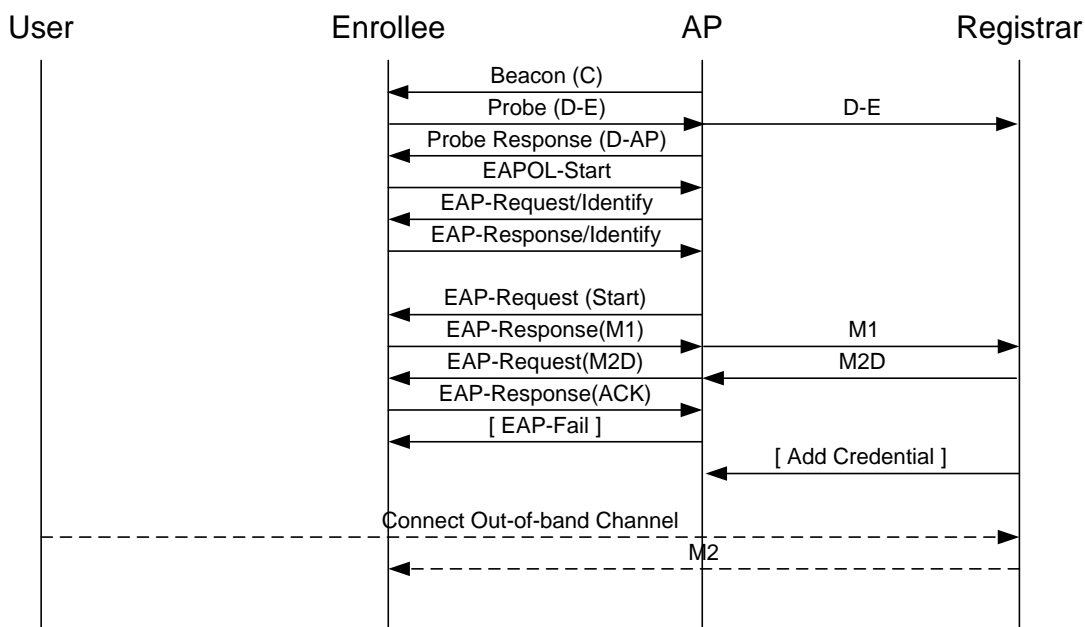 User Enrollee AP Registrar
Beacon (C)
Probe (D-E) D-E
Probe Response (D-AP)
EAPOL-Start
EAP-Request/Identify
EAP-Response/Identify
EAP-Request (Start)
EAP-Response(M1) M1
EAP-Request(M2D) M2D
EAP-Response(ACK)
[ EAP-Fail ]
[ Add Credential ]
Connect Out-of-band Channel
M2